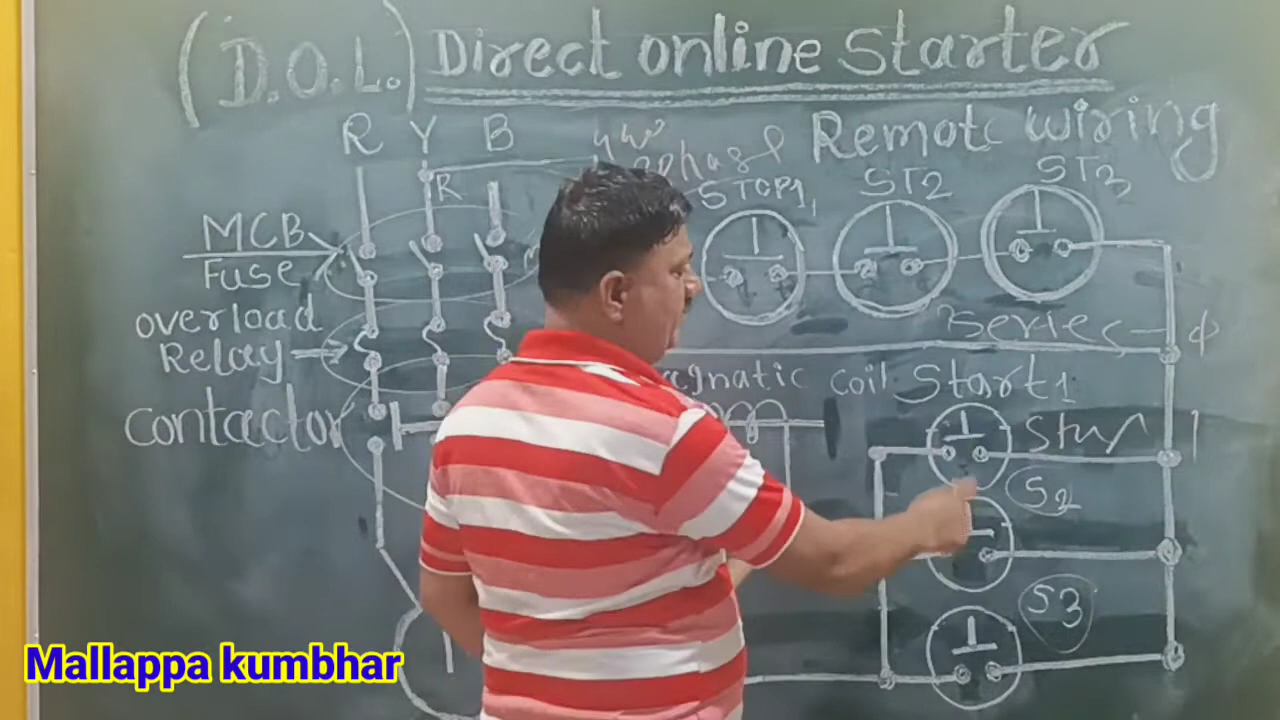 (D.O.L.) Direct online Starter
Remote wiring
R Y B
R
STOP1 ST2 ST3
MCB
Fuse
overload
Relay
Series
agnatic coil Start1
contactor
S2
S3
Mallappa kumbhar